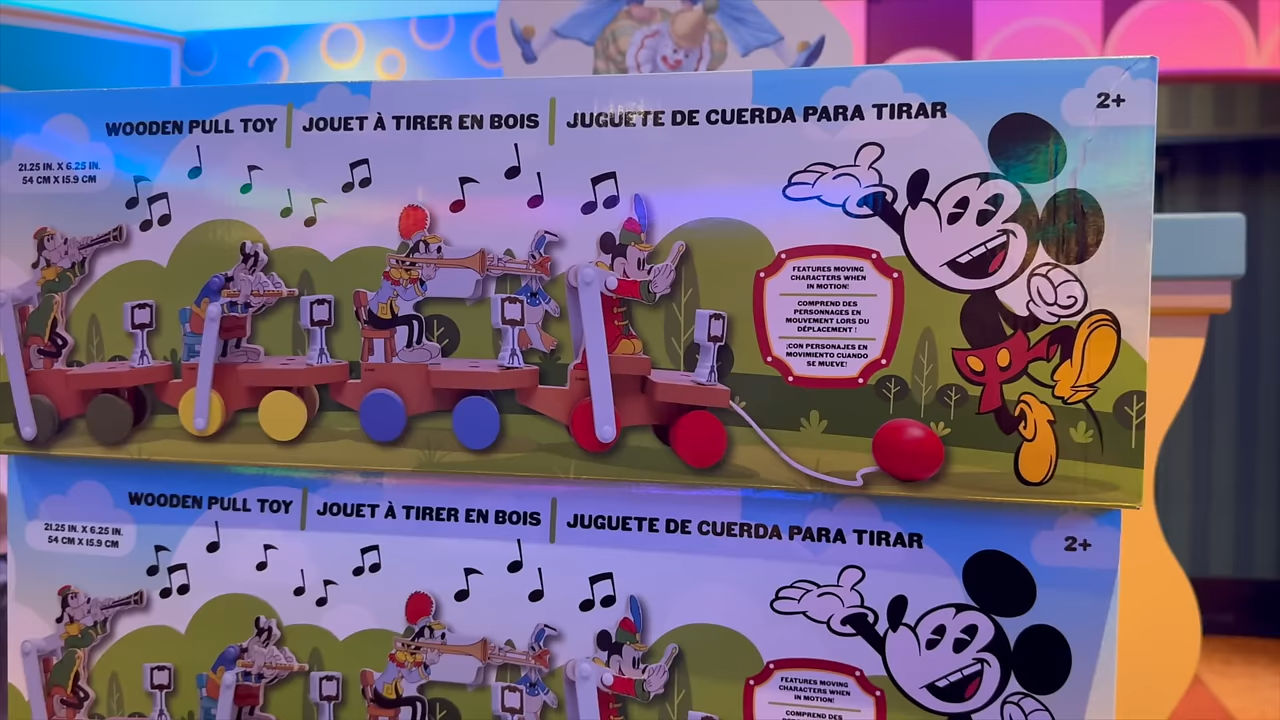 WOODEN PULL TOY | JOUET À TIRER EN BOIS | JUGUETE DE CUERDA PARA TIRAR
2+
21.25 IN. X 6.25 IN.
54 CM X 15.9 CM
FEATURES MOVING
CHARACTERS WHEN
IN MOTION!
COMPREND DES
PERSONNAGES EN
MOUVEMENT LORS DU
DÉPLACEMENT !
¡CON PERSONAJES EN
MOVIMIENTO CUANDO
SE MUEVE!
WOODEN PULL TOY | JOUET À TIRER EN BOIS | JUGUETE DE CUERDA PARA TIRAR
2+
21.25 IN. X 6.25 IN.
54 CM X 15.9 CM
FEATURES MOVING
CHARACTERS WHEN
IN MOTION!
COMPREND DES